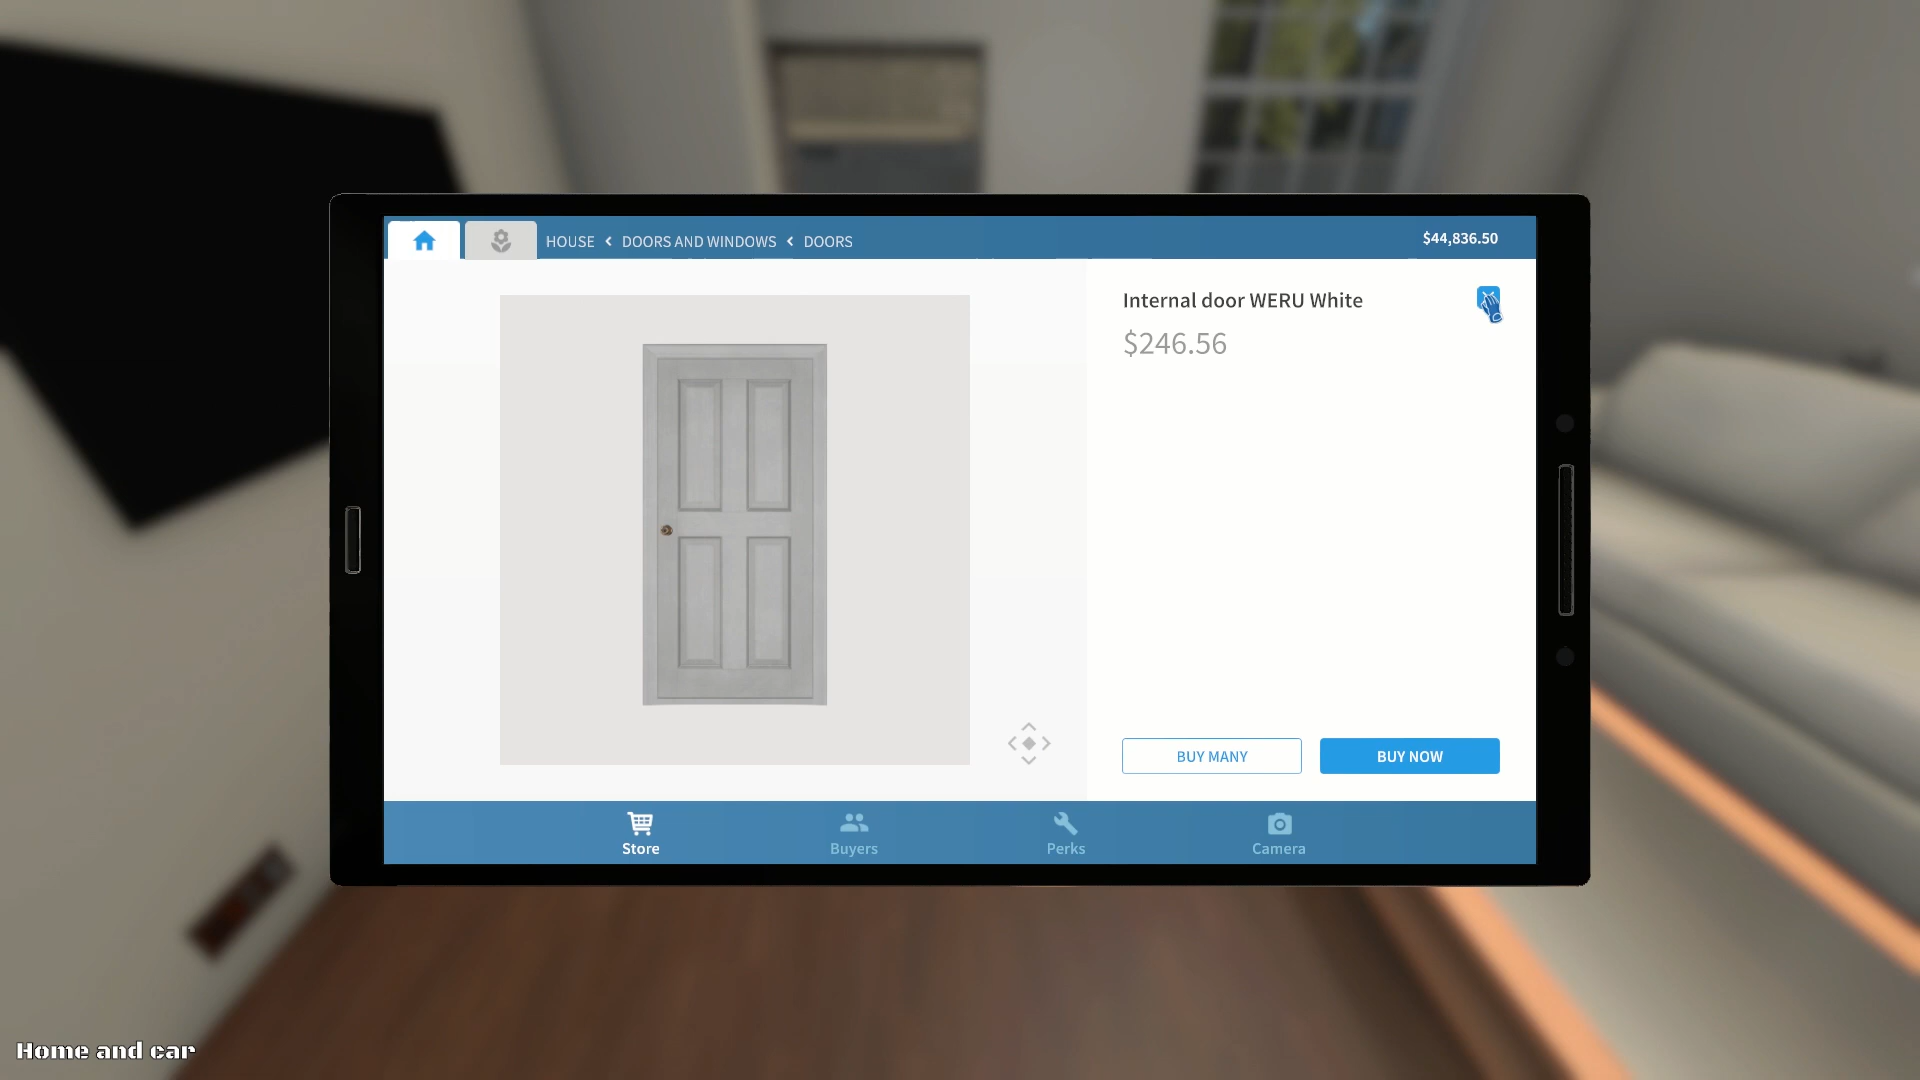 HOUSE < DOORS AND WINDOWS < DOORS
$44,836.50
Internal door WERU White
$246.56
BUY MANY
BUY NOW
Store
Buyers
Perks
Camera
Home and car